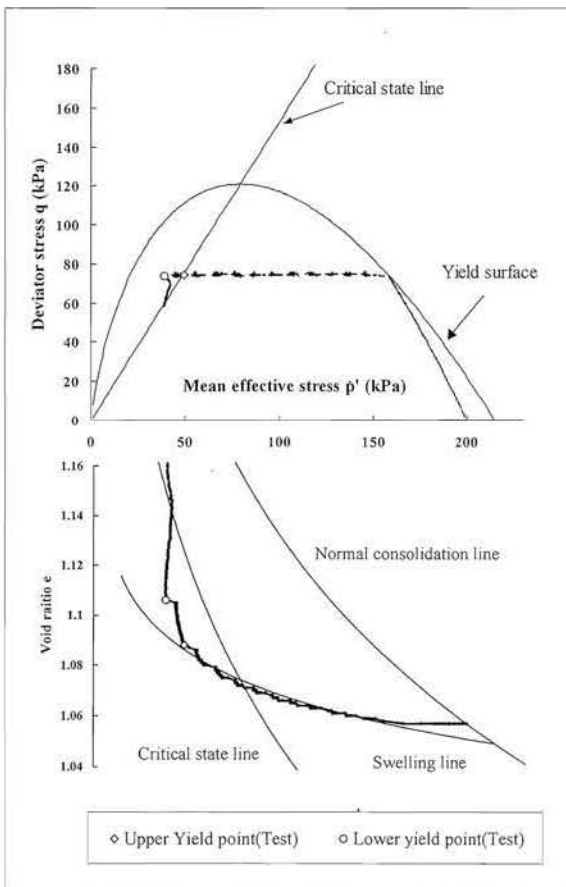 180
160
140
120
100
80
60
40
20
0
Deviator stress q (kPa)
Critical state line
Yield surface
Mean effective stress p' (kPa)
0 50 100 150 200
1.16
1.14
1.12
1.1
1.08
1.06
1.04
Void raitio e
Normal consolidation line
Critical state line
Swelling line
Upper Yield point(Test) Lower yield point(Test)